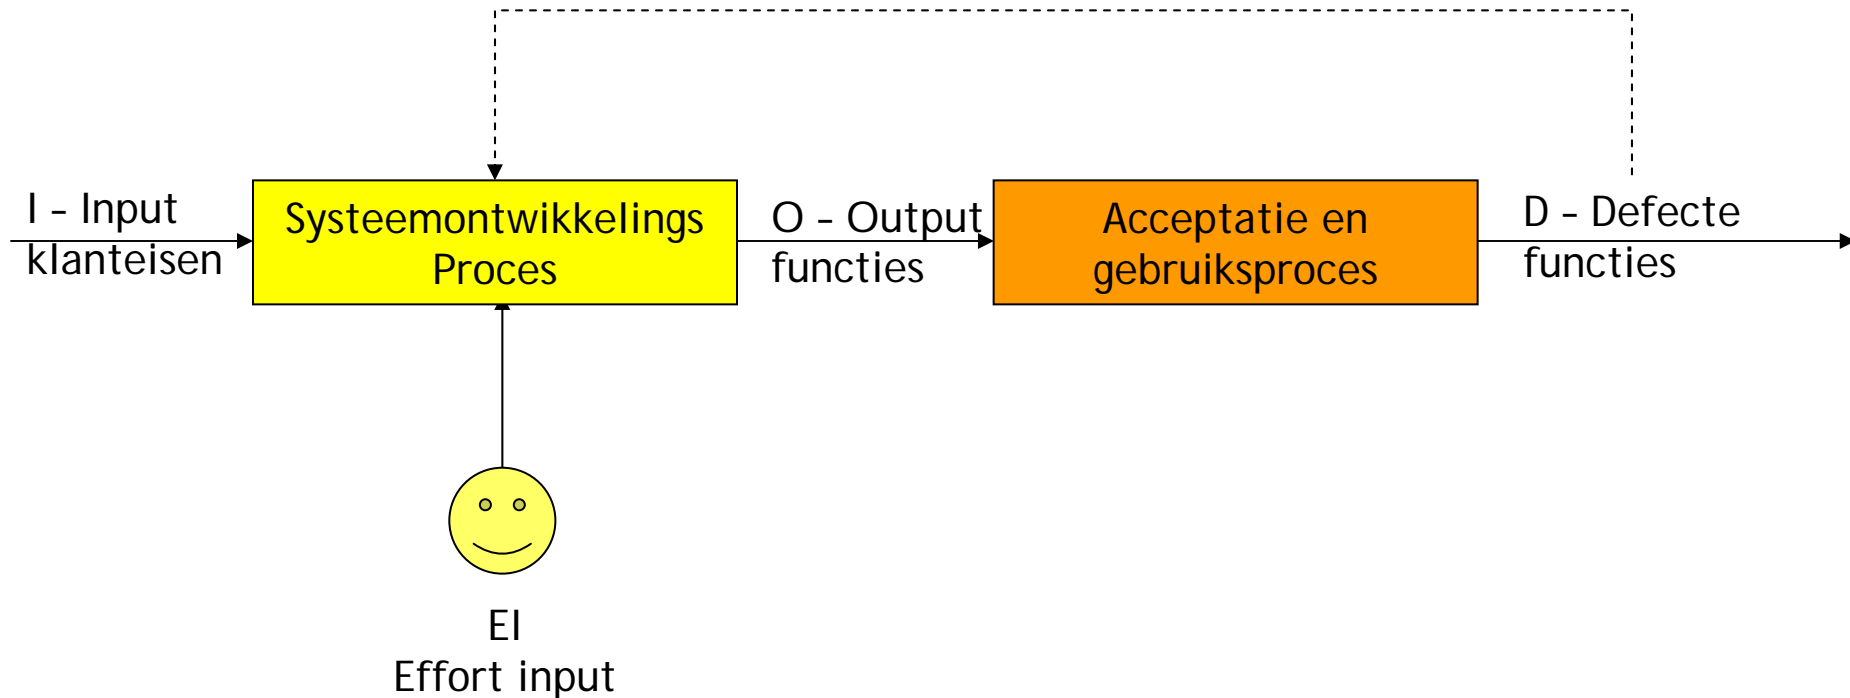 I - Input
klanteisen
Systeemontwikkelings
Proces
O - Output
functies
Acceptatie en
gebruiksproces
D - Defecte
functies
EI
Effort input